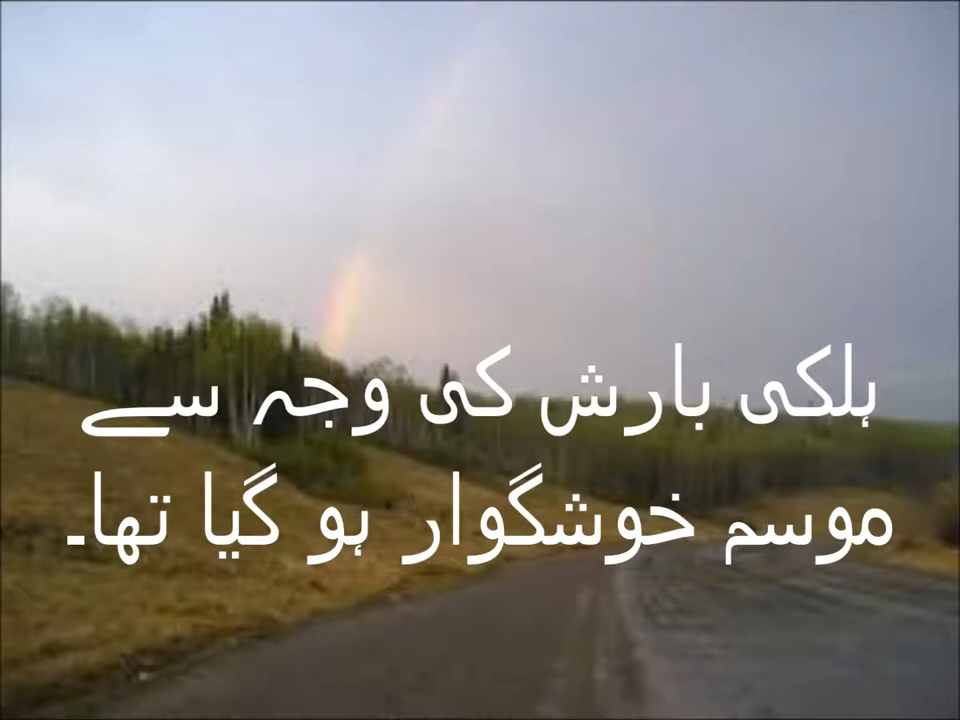 ہلکی بارش کی وجہ سے
موسم خوشگوار ہو گیا تھا۔